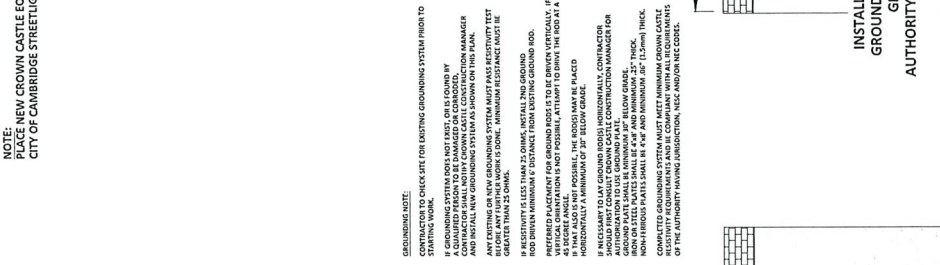 NOTE:
PLACE NEW CROWN CASTLE EQ
CITY OF CAMBRIDGE STREETLIG
GROUNDING NOTE:
CONTRACTOR TO CHECK SITE FOR EXISTING GROUNDING SYSTEM PRIOR TO
STARTING WORK.
IF GROUNDING SYSTEM DOES NOT EXIST, OR IS FOUND BY
A QUALIFIED PERSON TO BE DAMAGED OR CORRODED,
CONTRACTOR SHALL NOTIFY CROWN CASTLE CONSTRUCTION MANAGER
AND INSTALL NEW GROUNDING SYSTEM AS SHOWN ON THIS PLAN.
ANY EXISTING OR NEW GROUNDING SYSTEM MUST PASS RESISTIVITY TEST
BEFORE ANY FURTHER WORK IS DONE. MINIMUM RESISTANCE MUST BE
GREATER THAN 25 OHMS.
IF RESISTIVITY IS LESS THAN 25 OHMS, INSTALL 2ND GROUND
ROD DRIVEN MINIMUM 6' DISTANCE FROM EXISTING GROUND ROD.
PREFERRED PLACEMENT FOR GROUND RODS IS TO BE DRIVEN VERTICALLY. IF
VERTICAL ORIENTATION IS NOT POSSIBLE, ATTEMPT TO DRIVE THE ROD AT A
45 DEGREE ANGLE.
IF THAT ALSO IS NOT POSSIBLE, THE ROD(S) MAY BE PLACED
HORIZONTALLY A MINIMUM OF 30" BELOW GRADE.
IF NECESSARY TO LAY GROUND ROD(S) HORIZONTALLY, CONTRACTOR
SHOULD FIRST CONSULT CROWN CASTLE CONSTRUCTION MANAGER FOR
AUTHORIZATION TO USE GROUND PLATE.
GROUND PLATE SHALL BE MINIMUM 30" BELOW GRADE.
IRON OR STEEL PLATES SHALL BE 4'x8' AND MINIMUM .25" THICK.
NON-FERROUS PLATES SHALL BE 4'x8' AND MINIMUM .06" (1.5mm) THICK.
COMPLETED GROUNDING SYSTEM MUST MEET MINIMUM CROWN CASTLE
RESISTIVITY REQUIREMENTS AND BE COMPLIANT WITH ALL REQUIREMENTS
OF THE AUTHORITY HAVING JURISDICTION, NESC AND/OR NEC CODES.
INSTALL
GROUND
GR
AUTHORITY